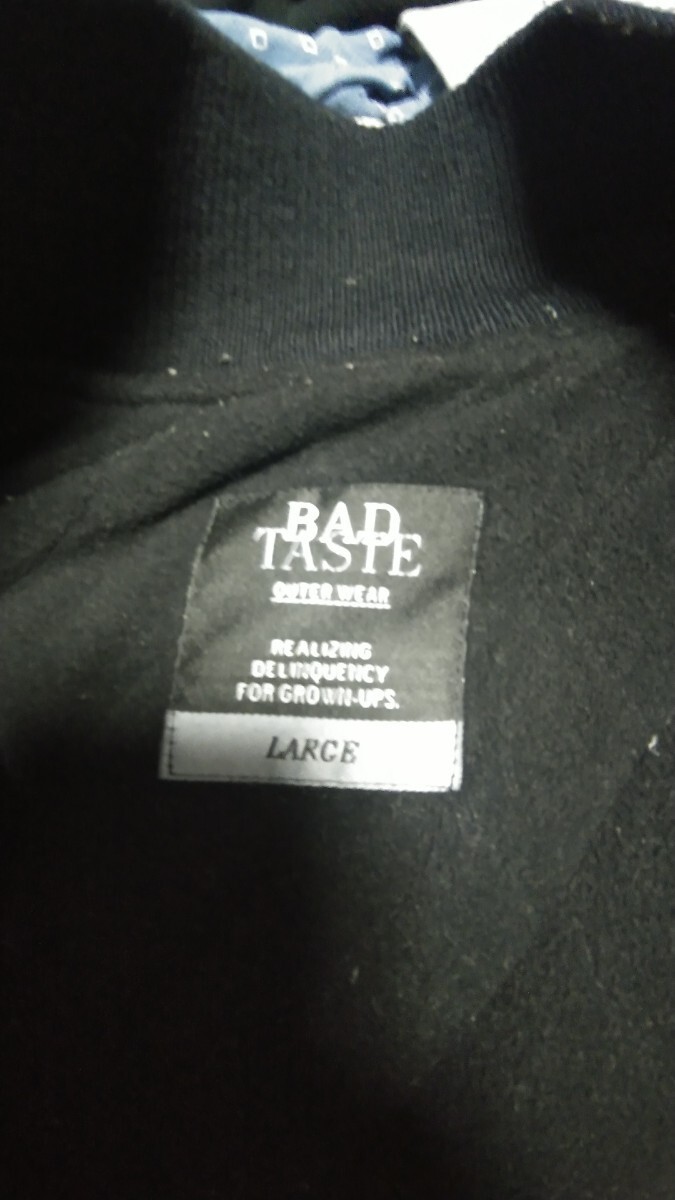 BAD
TASTE
OUTER WEAR
REALIZING
DELINQUENCY
FOR GROWN-UPS.
LARGE